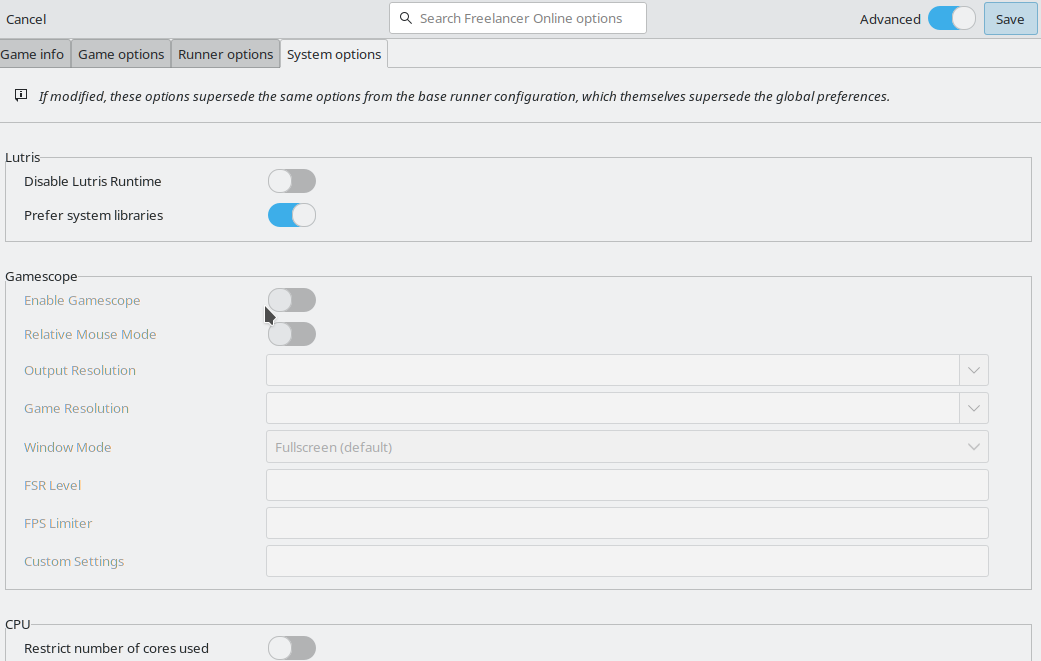 Cancel
Search Freelancer Online options
Advanced
Save
Game info
Game options
Runner options
System options
If modified, these options supersede the same options from the base runner configuration, which themselves supersede the global preferences.
Lutris
Disable Lutris Runtime
Prefer system libraries
Gamescope
Enable Gamescope
Relative Mouse Mode
Output Resolution
Game Resolution
Window Mode
Fullscreen (default)
FSR Level
FPS Limiter
Custom Settings
CPU
Restrict number of cores used